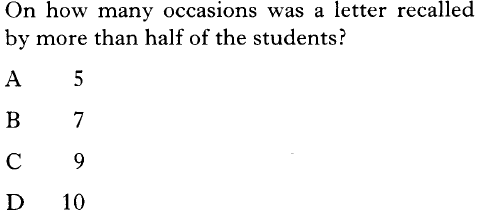 On how many occasions was a letter recalled
by more than half of the students?
A 5
B 7
C 9
D 10